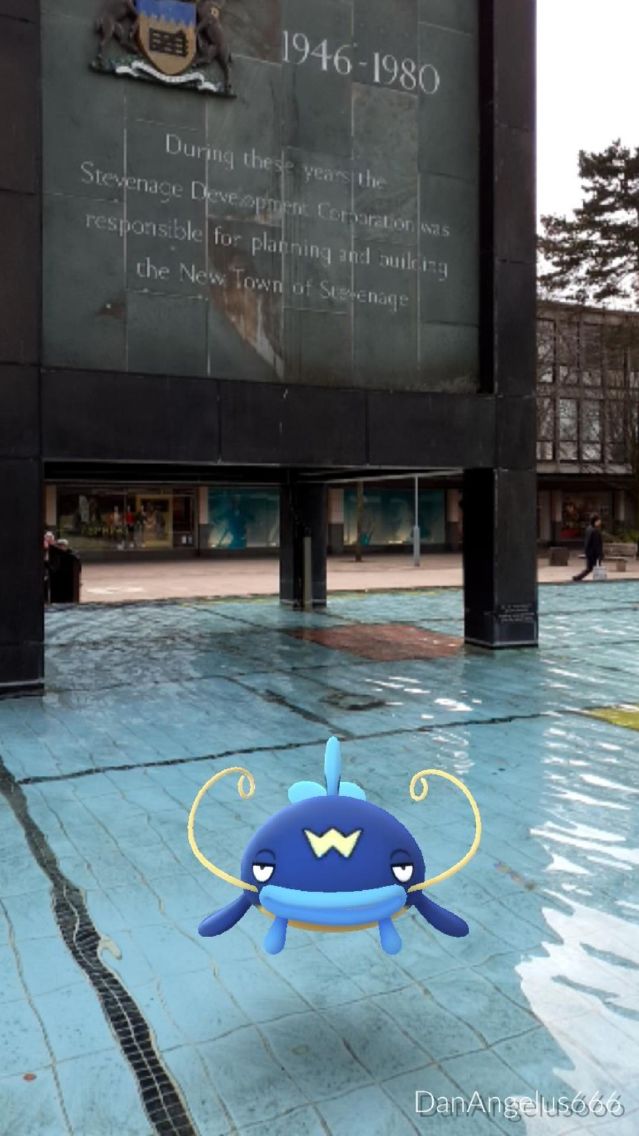 1946-1980
During these years the
Stevenage Development Corporation was
responsible for planning and building
the New Town of Stevenage
DanAngelus666